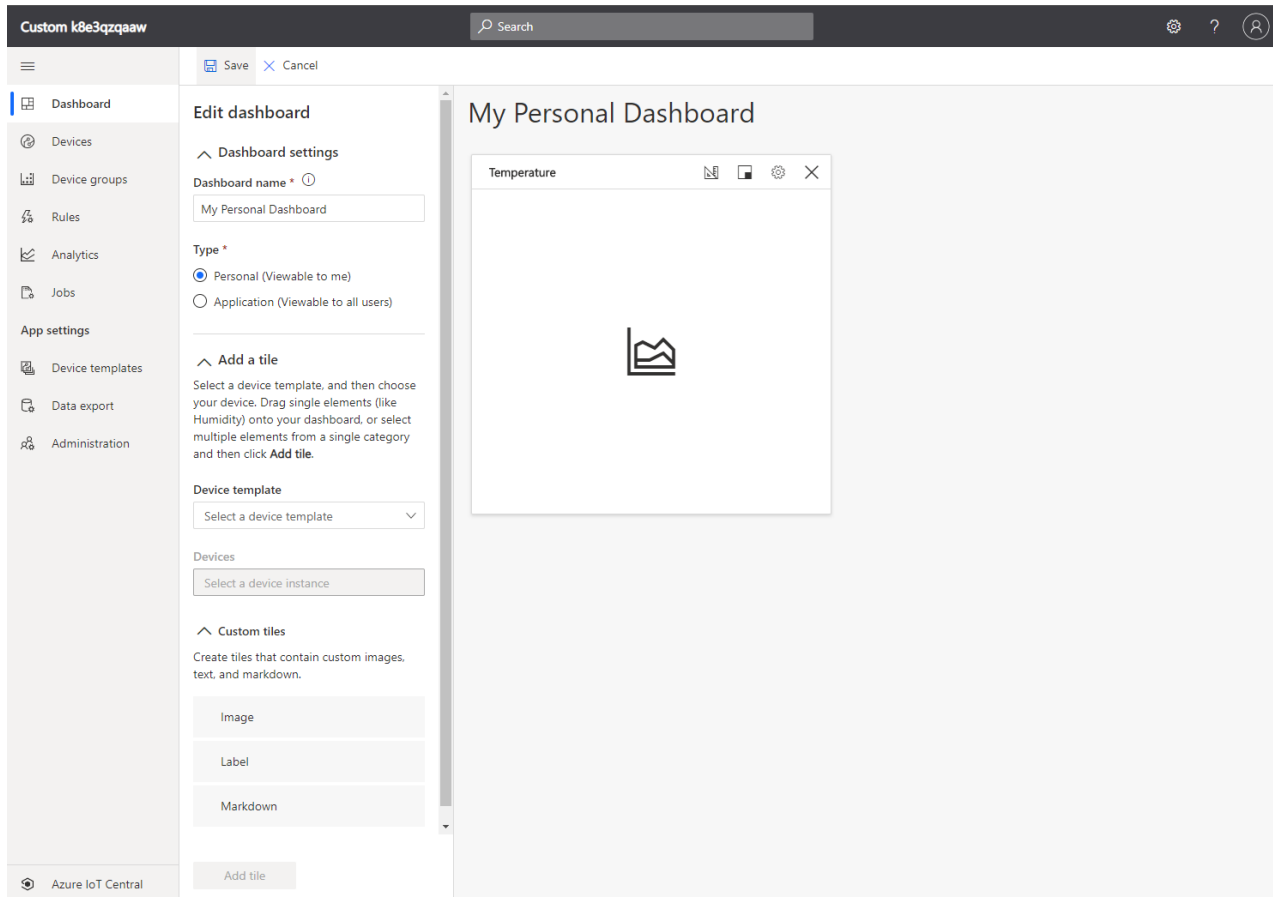 Custom k8e3qzqaaw
Search
?
Save
Cancel
Dashboard
Devices
Device groups
Rules
Analytics
Jobs
App settings
Device templates
Data export
Administration
Azure IoT Central
Edit dashboard
Dashboard settings
Dashboard name *
My Personal Dashboard
Type *
Personal (Viewable to me)
Application (Viewable to all users)
Add a tile
Select a device template, and then choose
your device. Drag single elements (like
Humidity) onto your dashboard, or select
multiple elements from a single category
and then click Add tile.
Device template
Select a device template
Devices
Select a device instance
Custom tiles
Create tiles that contain custom images,
text, and markdown.
Image
Label
Markdown
Add tile
My Personal Dashboard
Temperature